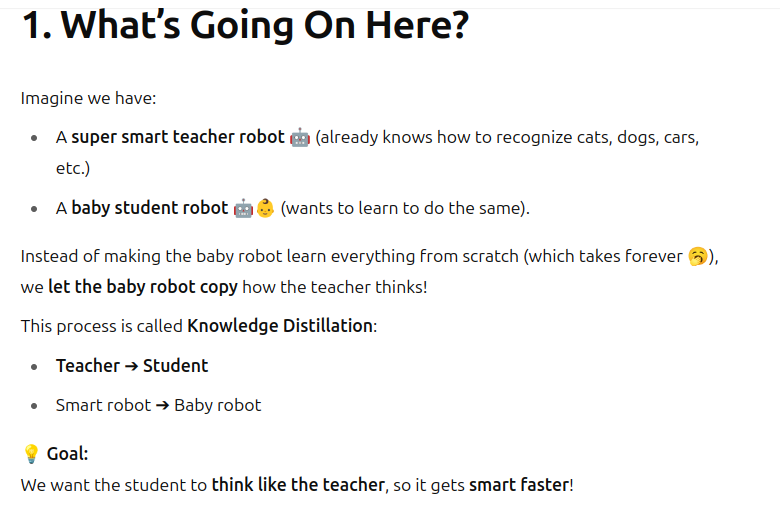 1. What’s Going On Here?
Imagine we have:
• A super smart teacher robot 🤖 (already knows how to recognize cats, dogs, cars,
etc.)
• A baby student robot 🤖👶 (wants to learn to do the same).
Instead of making the baby robot learn everything from scratch (which takes forever 🥱),
we let the baby robot copy how the teacher thinks!
This process is called Knowledge Distillation:
• Teacher ➔ Student
• Smart robot ➔ Baby robot
💡 Goal:
We want the student to think like the teacher, so it gets smart faster!